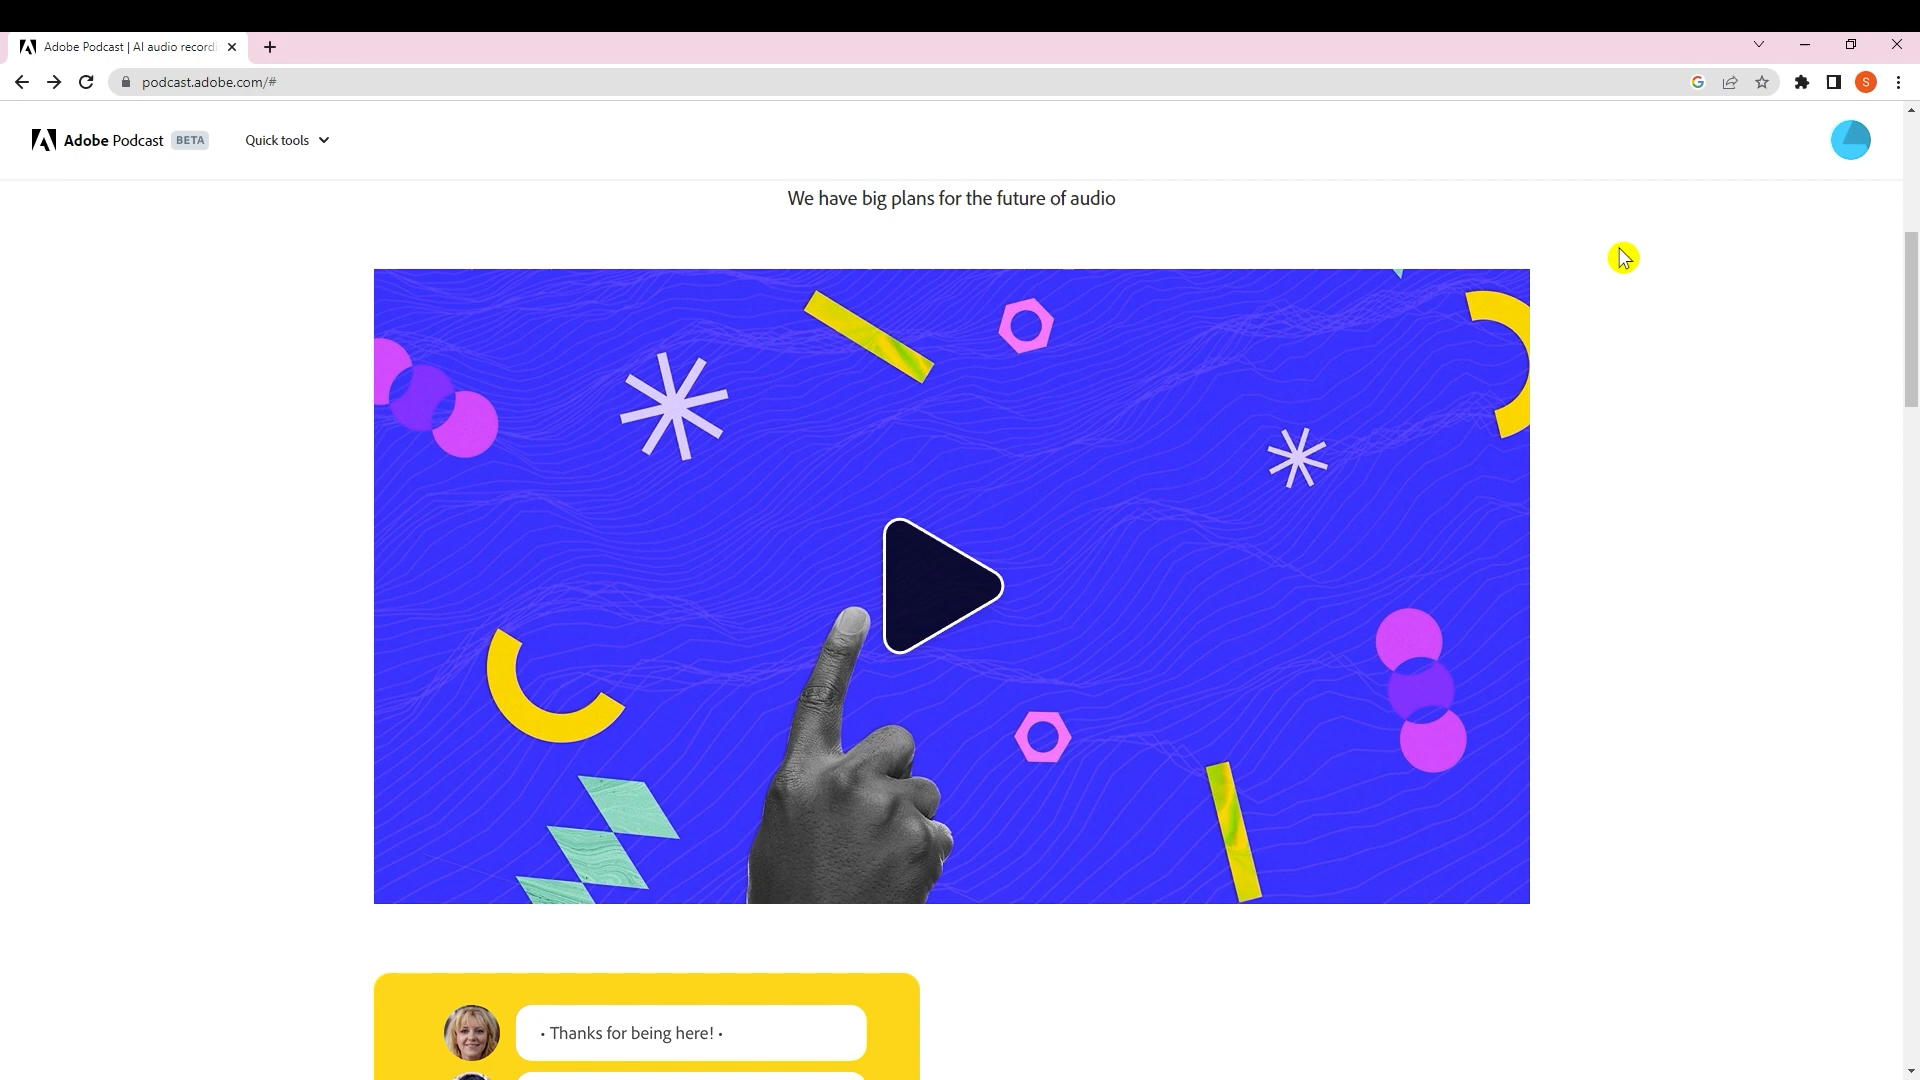 Adobe Podcast | AI audio recordi
podcast.adobe.com/#
S
Adobe Podcast BETA
Quick tools
We have big plans for the future of audio
• Thanks for being here! •